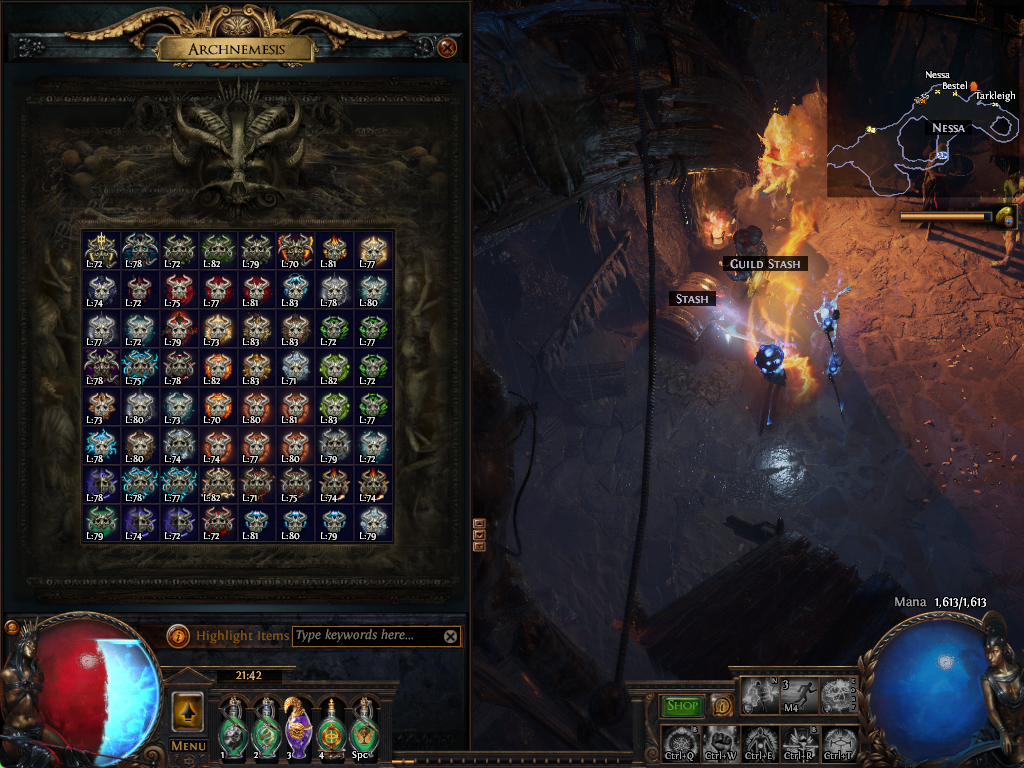 ARCHNEMESIS
L:72 L:78 L:72 L:82 L:79 L:70 L:81 L:77
L:74 L:72 L:75 L:77 L:81 L:83 L:78 L:80
L:77 L:72 L:79 L:73 L:83 L:83 L:72 L:77
L:78 L:75 L:78 L:82 L:83 L:71 L:82 L:72
L:73 L:80 L:73 L:70 L:80 L:81 L:83 L:77
L:78 L:80 L:74 L:74 L:77 L:80 L:79 L:72
L:78 L:78 L:77 L:82 L:71 L:75 L:74 L:74
L:79 L:74 L:72 L:72 L:81 L:80 L:79 L:79
Highlight Items Type keywords here...
21:42
MENU
1 2 3 4 Spc
Nessa
Bestel
Tarkleigh
NESSA
GUILD STASH
STASH
Mana 1,613/1,613
SHOP
N
3
M4
Ctrl+Q Ctrl+W Ctrl+E Ctrl+R Ctrl+T